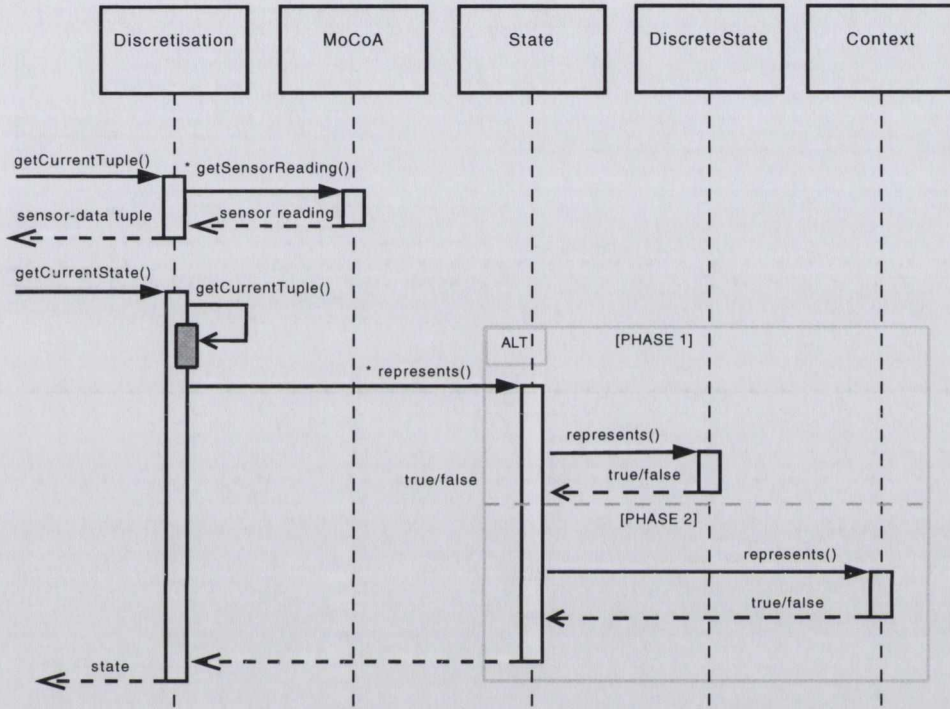 Discretisation
MoCoA
State
DiscreteState
Context
getCurrentTuple()
* getSensorReading()
sensor reading
sensor-data tuple
getCurrentState()
getCurrentTuple()
ALT
[PHASE 1]
* represents()
represents()
true/false
true/false
[PHASE 2]
represents()
true/false
state